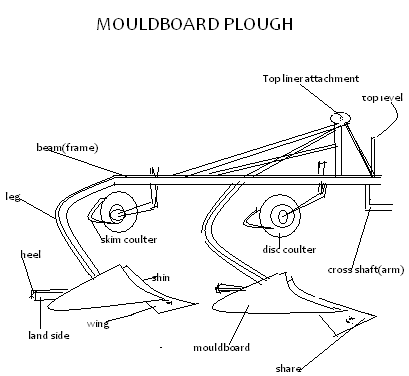 MOULDBOARD PLOUGH
Top liner attachment
top level
beam(frame)
leg
skim coulter
disc coulter
heel
shin
cross shaft(arm)
wing
land side
mouldboard
share